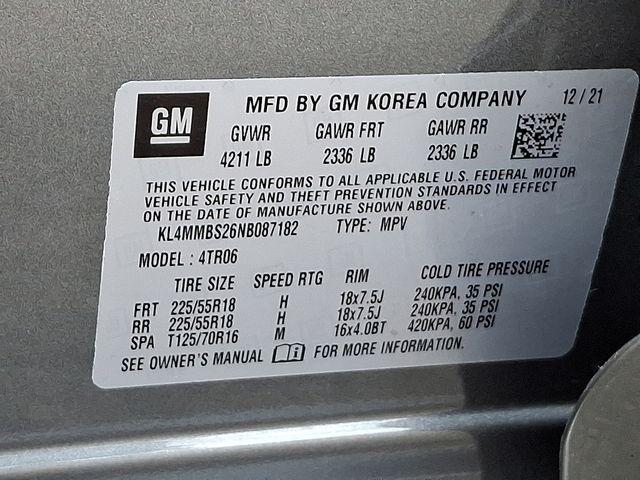 GM MFD BY GM KOREA COMPANY 12/21
GVWR GAWR FRT GAWR RR
4211 LB 2336 LB 2336 LB
THIS VEHICLE CONFORMS TO ALL APPLICABLE U.S. FEDERAL MOTOR
VEHICLE SAFETY AND THEFT PREVENTION STANDARDS IN EFFECT
ON THE DATE OF MANUFACTURE SHOWN ABOVE.
KL4MMBS26NB087182 TYPE: MPV
MODEL : 4TR06
TIRE SIZE SPEED RTG RIM COLD TIRE PRESSURE
FRT 225/55R18 H 18x7.5J 240KPA, 35 PSI
RR 225/55R18 H 18x7.5J 240KPA, 35 PSI
SPA T125/70R16 M 16x4.0BT 420KPA, 60 PSI
SEE OWNER'S MANUAL FOR MORE INFORMATION.